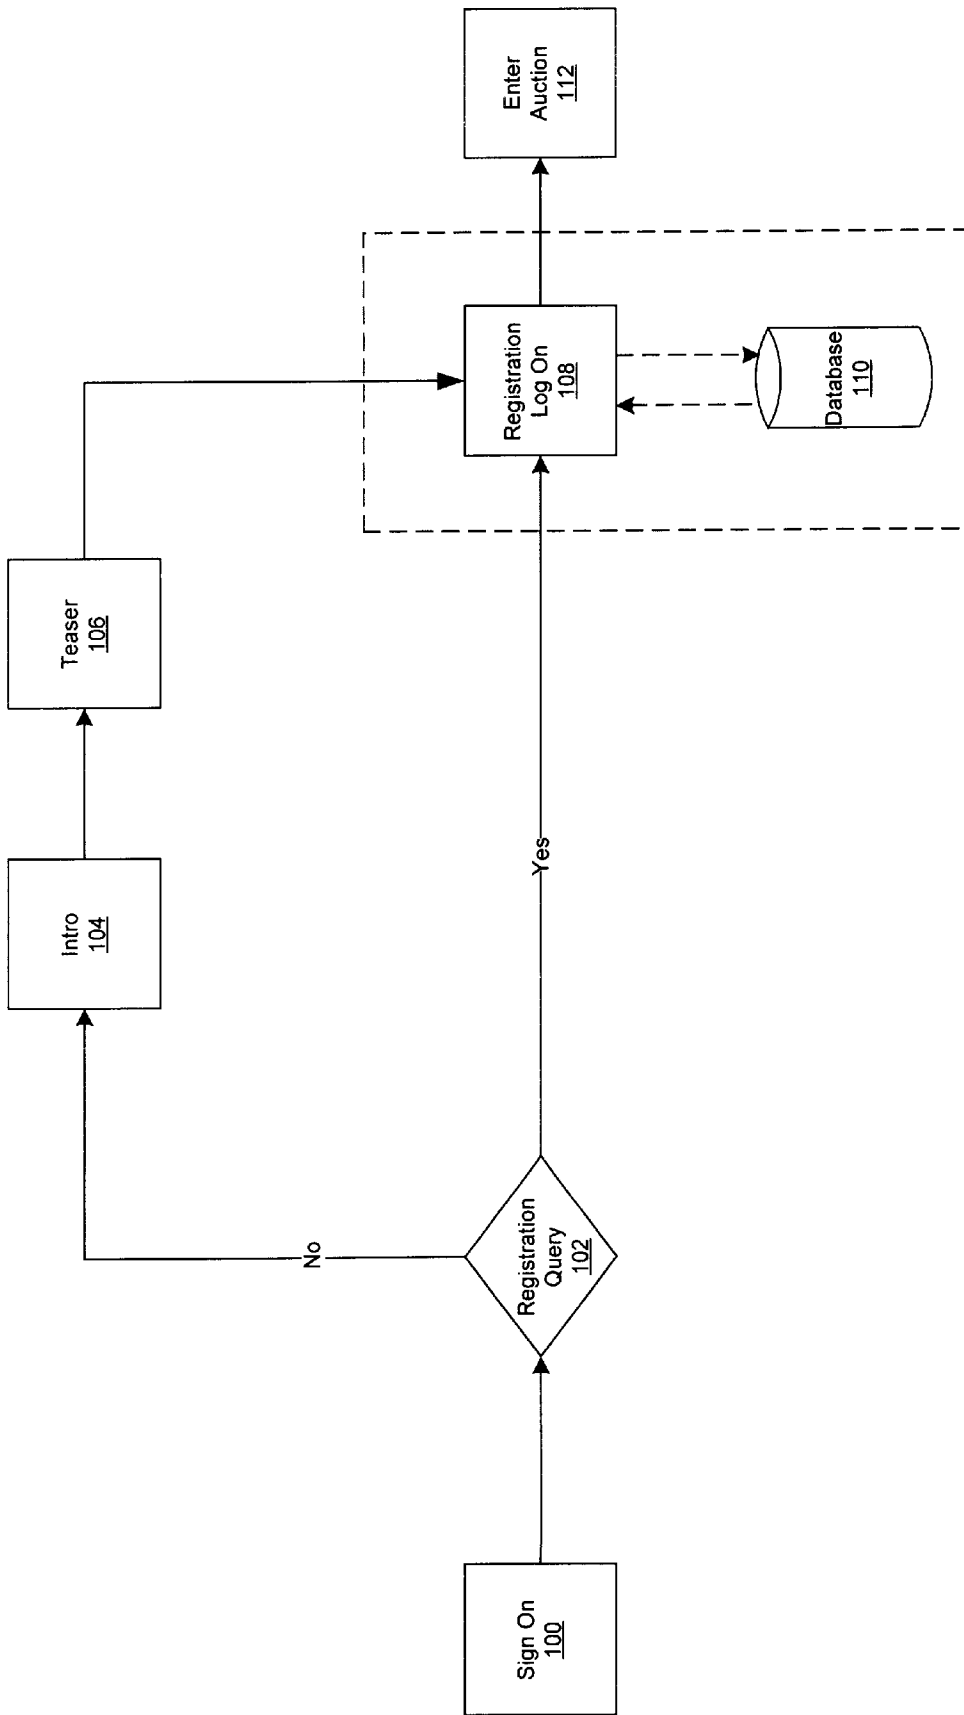 Sign On
100
Registration
Query
102
No
Yes
Intro
104
Teaser
106
Registration
Log On
108
Database
110
Enter
Auction
112